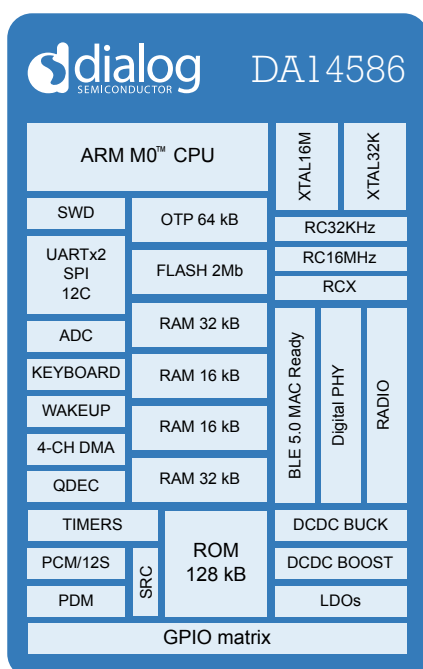 dialog
SEMICONDUCTOR
DA14586
ARM M0™ CPU
XTAL16M
XTAL32K
SWD
OTP 64 kB
RC32KHz
UARTx2
SPI
12C
FLASH 2Mb
RC16MHz
RCX
ADC
RAM 32 kB
KEYBOARD
RAM 16 kB
WAKEUP
RAM 16 kB
4-CH DMA
QDEC
RAM 32 kB
BLE 5.0 MAC Ready
Digital PHY
RADIO
TIMERS
ROM
128 kB
DCDC BUCK
PCM/12S
SRC
DCDC BOOST
PDM
LDOs
GPIO matrix